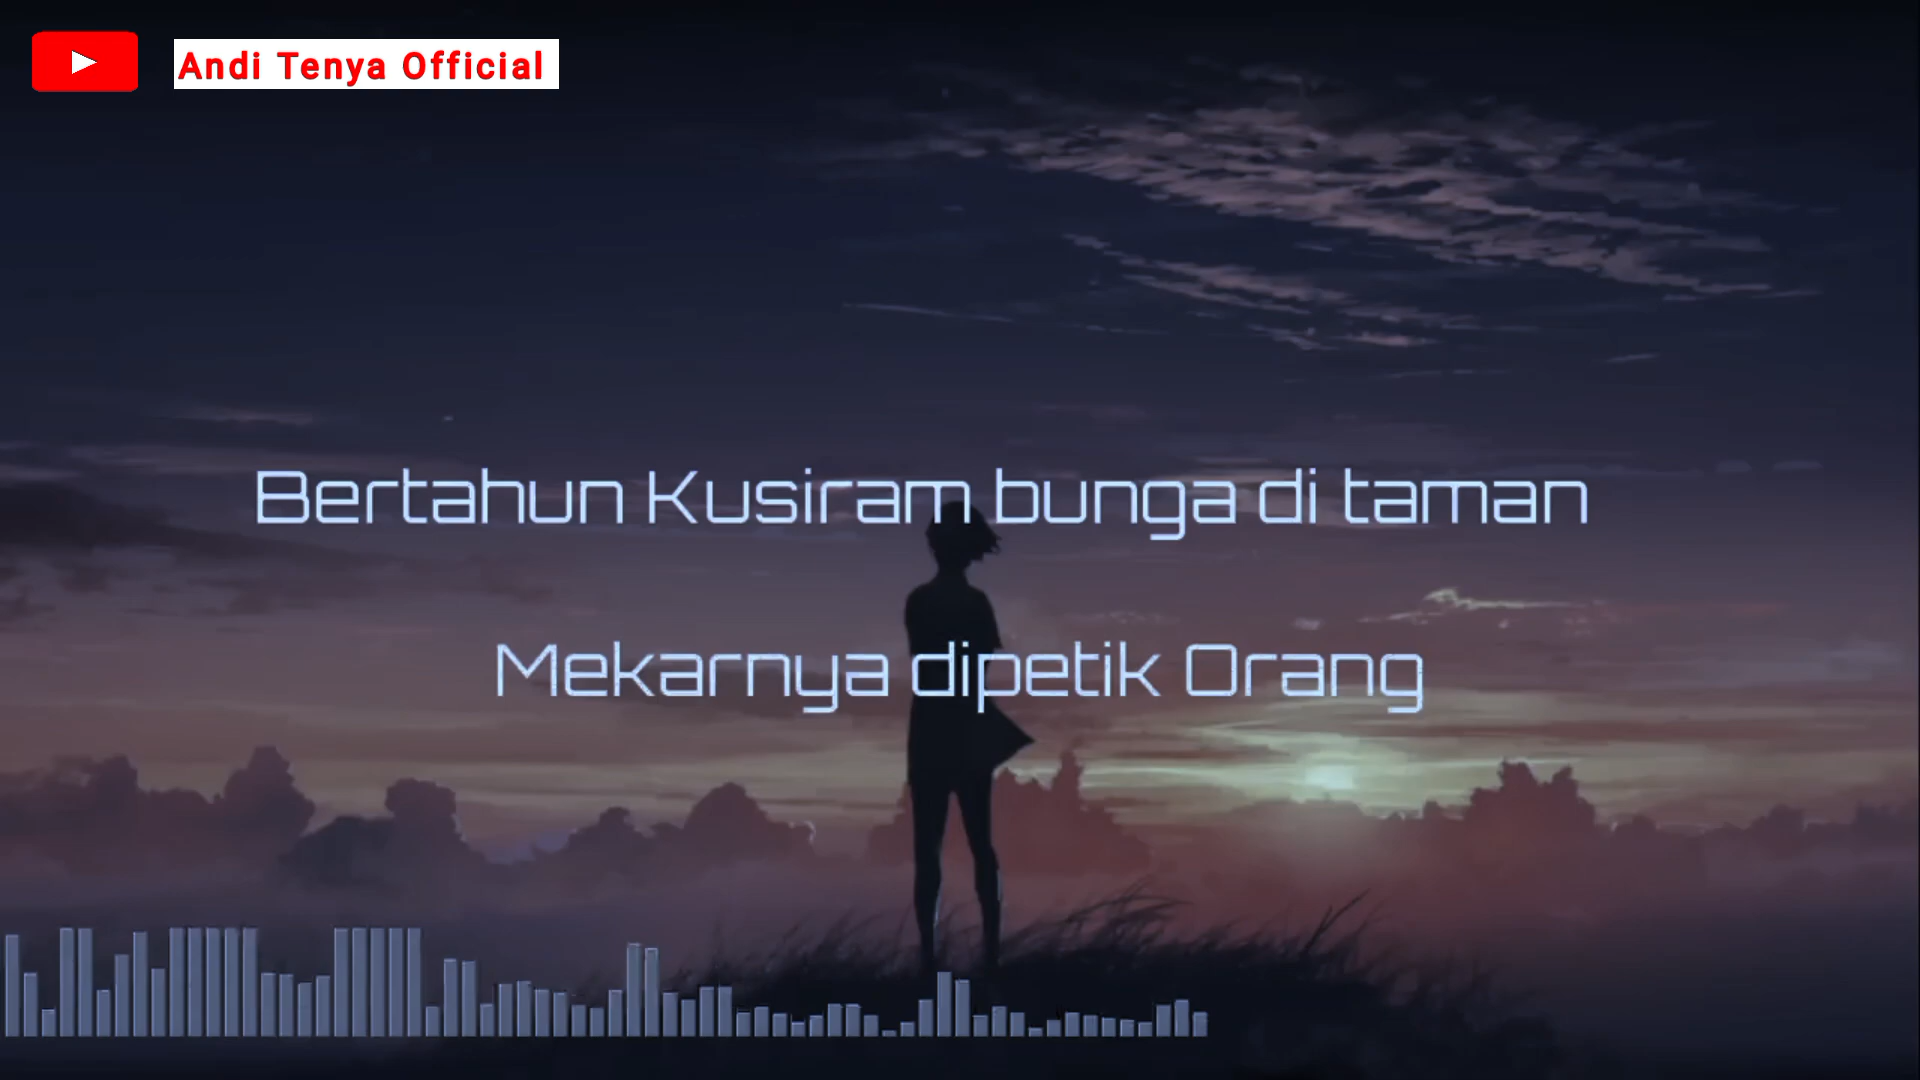 Andi Tenya Official
Bertahun Kusiram bunga di taman
Mekarnya dipetik Orang